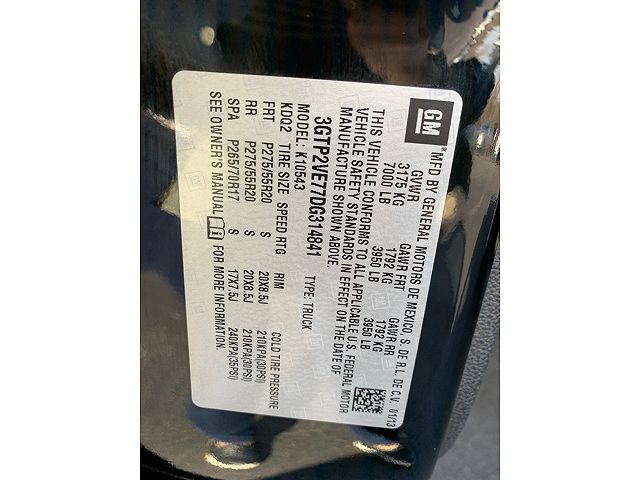 GM
MFD BY GENERAL MOTORS DE MEXICO, S. DE R.L. DE C.V. 01/13
GVWR GAWR FRT GAWR RR
3175 KG 1792 KG 1792 KG
7000 LB 3950 LB 3950 LB
THIS VEHICLE CONFORMS TO ALL APPLICABLE U.S. FEDERAL MOTOR
VEHICLE SAFETY STANDARDS IN EFFECT ON THE DATE OF
MANUFACTURE SHOWN ABOVE.
3GTP2VE77DG314841 TYPE: TRUCK
MODEL: K10543
KDQ2 TIRE SIZE SPEED RTG RIM COLD TIRE PRESSURE
FRT P275/55R20 S 20X8.5J 210KPA(30PSI)
RR P275/55R20 S 20X8.5J 210KPA(30PSI)
SPA P265/70R17 S 17X7.5J 240KPA(35PSI)
SEE OWNER'S MANUAL FOR MORE INFORMATION.